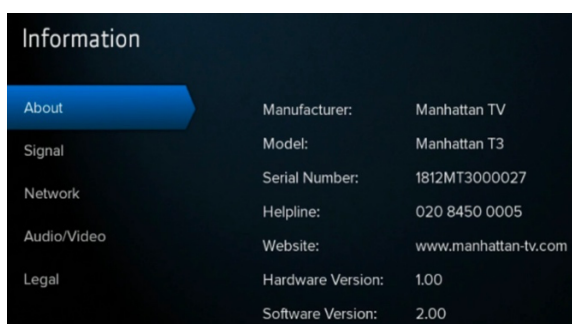 Information
About
Signal
Network
Audio/Video
Legal
Manufacturer: Manhattan TV
Model: Manhattan T3
Serial Number: 1812MT3000027
Helpline: 020 8450 0005
Website: www.manhattan-tv.com
Hardware Version: 1.00
Software Version: 2.00